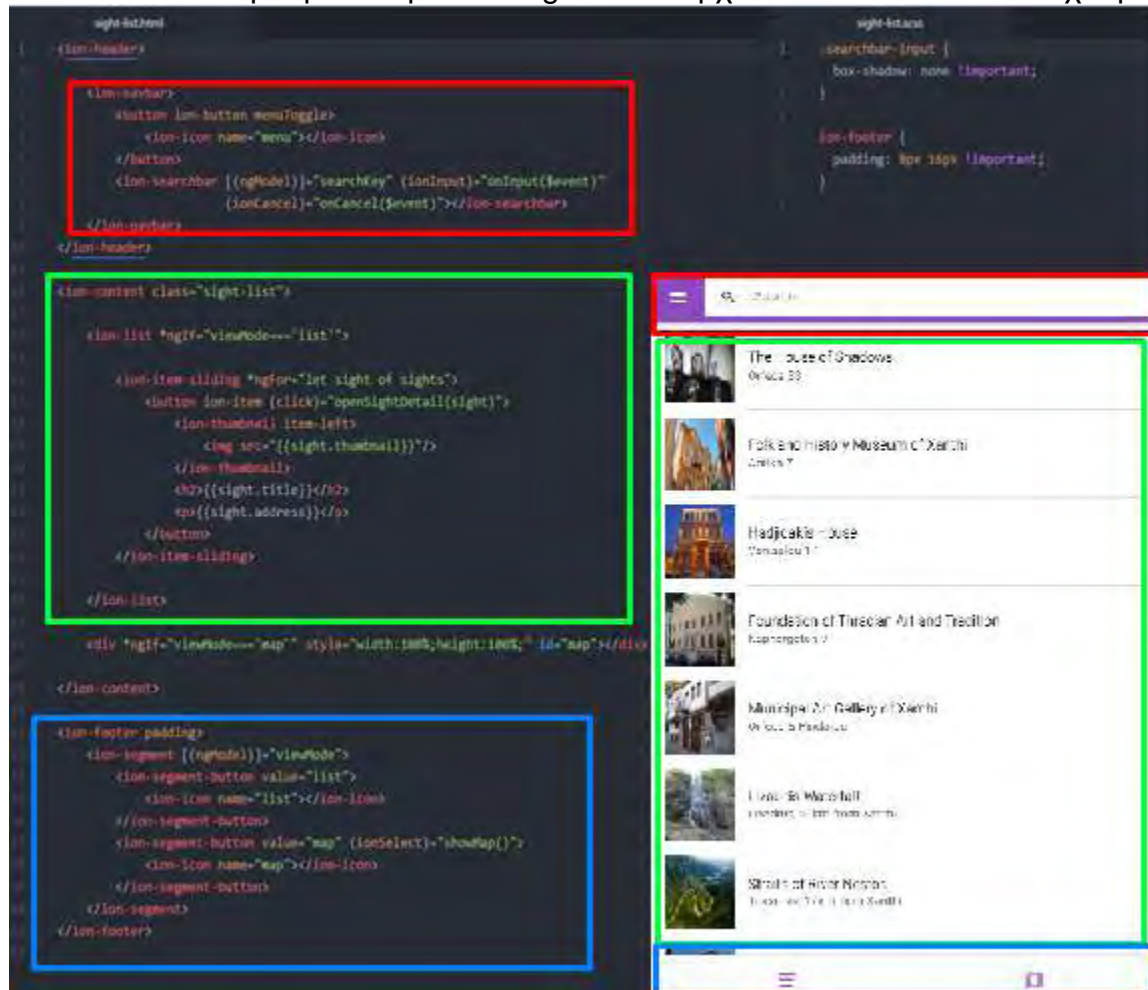 sight-list.html
<ion-header>
<ion-navbar>
<button ion-button menuToggle>
<ion-icon name="menu"></ion-icon>
</button>
<ion-searchbar [(ngModel)]="searchKey" (ionInput)="onInput($event)"
(ionCancel)="onCancel($event)"></ion-searchbar>
</ion-navbar>
</ion-header>
<ion-content class="sight-list">
<ion-list *ngIf="viewMode==='list'">
<ion-item-sliding *ngFor="let sight of sights">
<button ion-item (click)="openSightDetail(sight)">
<ion-thumbnail item-left>
<img src="{{sight.thumbnail}}"/>
</ion-thumbnail>
<h2>{{sight.title}}</h2>
<p>{{sight.address}}</p>
</button>
</ion-item-sliding>
</ion-list>
<div *ngIf="viewMode==='map'" style="width:100%;height:100%;" id="map"></div>
</ion-content>
<ion-footer padding>
<ion-segment [(ngModel)]="viewMode">
<ion-segment-button value="list">
<ion-icon name="list"></ion-icon>
</ion-segment-button>
<ion-segment-button value="map" (ionSelect)="showMap()">
<ion-icon name="map"></ion-icon>
</ion-segment-button>
</ion-segment>
</ion-footer>
sight-list.scss
.searchbar-input {
box-shadow: none !important;
}
ion-footer {
padding: 8px 16px !important;
}
The House of Shadows
Folk and History Museum of Xanthi
Hadjidakis House
Foundation of Thracian Art and Tradition
Municipal Art Gallery of Xanthi
Waterfall
Straits of River Nestos